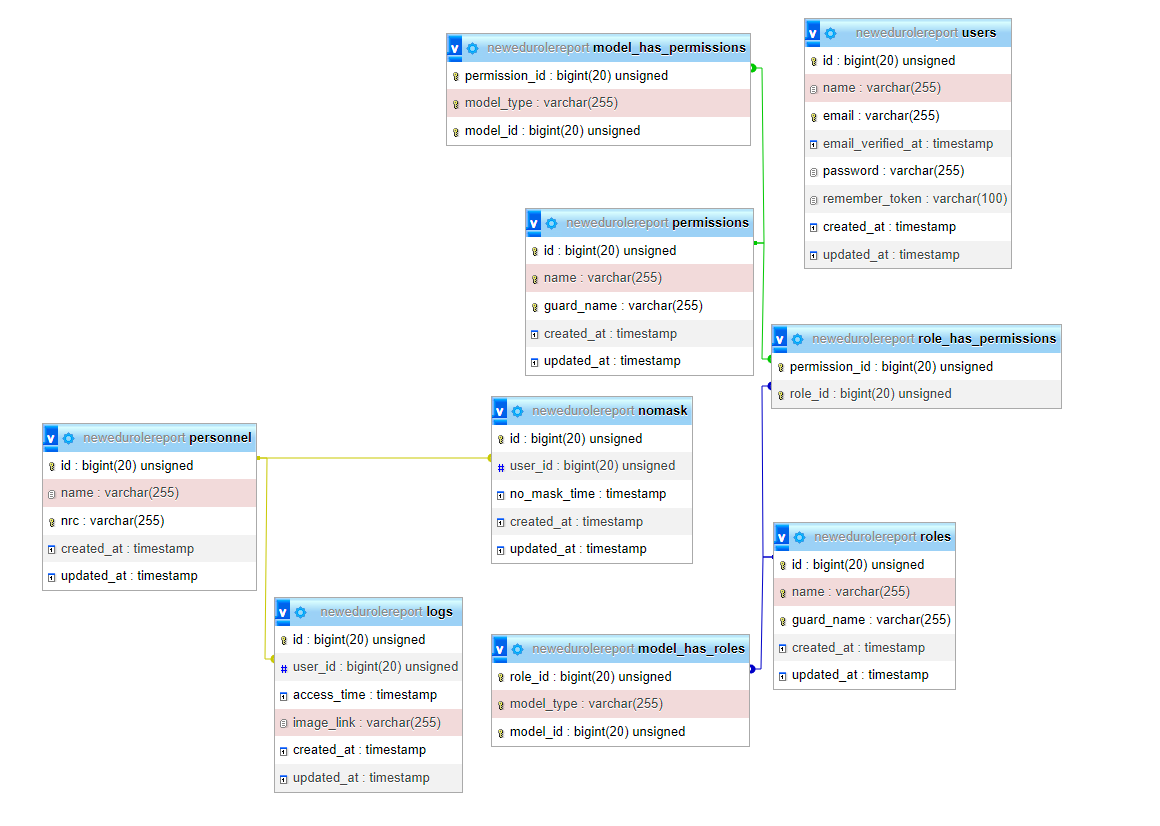 newedurolereport model_has_permissions
permission_id : bigint(20) unsigned
model_type : varchar(255)
model_id : bigint(20) unsigned
newedurolereport users
id : bigint(20) unsigned
name : varchar(255)
email : varchar(255)
email_verified_at : timestamp
password : varchar(255)
remember_token : varchar(100)
created_at : timestamp
updated_at : timestamp
newedurolereport permissions
id : bigint(20) unsigned
name : varchar(255)
guard_name : varchar(255)
created_at : timestamp
updated_at : timestamp
newedurolereport role_has_permissions
permission_id : bigint(20) unsigned
role_id : bigint(20) unsigned
newedurolereport nomask
id : bigint(20) unsigned
user_id : bigint(20) unsigned
no_mask_time : timestamp
created_at : timestamp
updated_at : timestamp
newedurolereport personnel
id : bigint(20) unsigned
name : varchar(255)
nrc : varchar(255)
created_at : timestamp
updated_at : timestamp
newedurolereport roles
id : bigint(20) unsigned
name : varchar(255)
guard_name : varchar(255)
created_at : timestamp
updated_at : timestamp
newedurolereport logs
id : bigint(20) unsigned
user_id : bigint(20) unsigned
access_time : timestamp
image_link : varchar(255)
created_at : timestamp
updated_at : timestamp
newedurolereport model_has_roles
role_id : bigint(20) unsigned
model_type : varchar(255)
model_id : bigint(20) unsigned